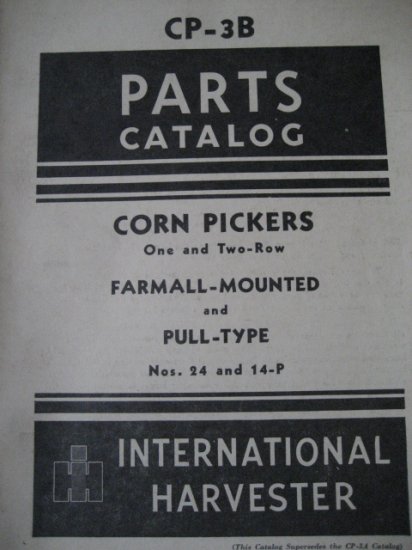 CP-3B
PARTS
CATALOG
CORN PICKERS
One and Two-Row
FARMALL-MOUNTED
and
PULL-TYPE
Nos. 24 and 14-P
INTERNATIONAL
HARVESTER
(This Catalog Supersedes the CP-3A Catalog)